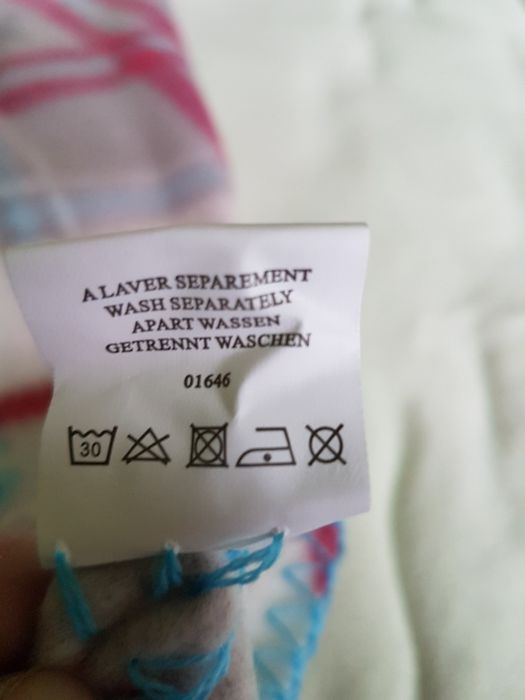 A LAVER SEPAREMENT
WASH SEPARATELY
APART WASSEN
GETRENNT WASCHEN
01646
30